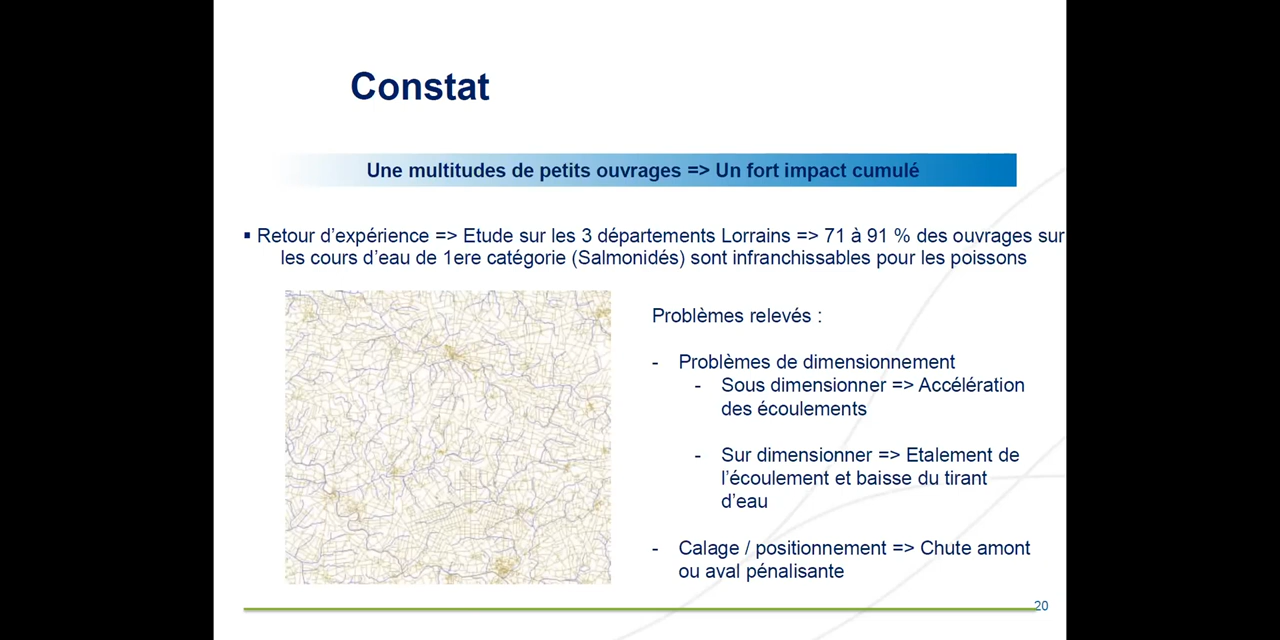 Constat
Une multitudes de petits ouvrages => Un fort impact cumulé
▪ Retour d’expérience => Etude sur les 3 départements Lorrains => 71 à 91 % des ouvrages sur
les cours d’eau de 1ere catégorie (Salmonidés) sont infranchissables pour les poissons
Problèmes relevés :
- Problèmes de dimensionnement
- Sous dimensionner => Accélération
des écoulements
- Sur dimensionner => Etalement de
l’écoulement et baisse du tirant
d’eau
- Calage / positionnement => Chute amont
ou aval pénalisante
20